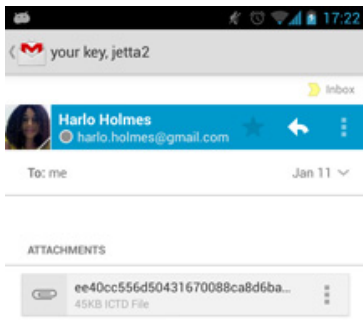 17:22
your key, jetta2
Inbox
Harlo Holmes
harlo.holmes@gmail.com
To: me
Jan 11
ATTACHMENTS
ee40cc556d50431670088ca8d6ba...
45KB ICTD File